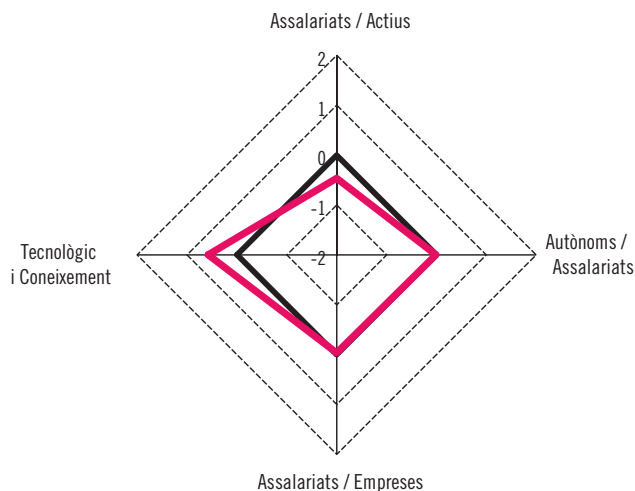 Assalariats / Actius
2
1
0
-1
-2
Autònoms /
Assalariats
Tecnològic
i Coneixement
Assalariats / Empreses